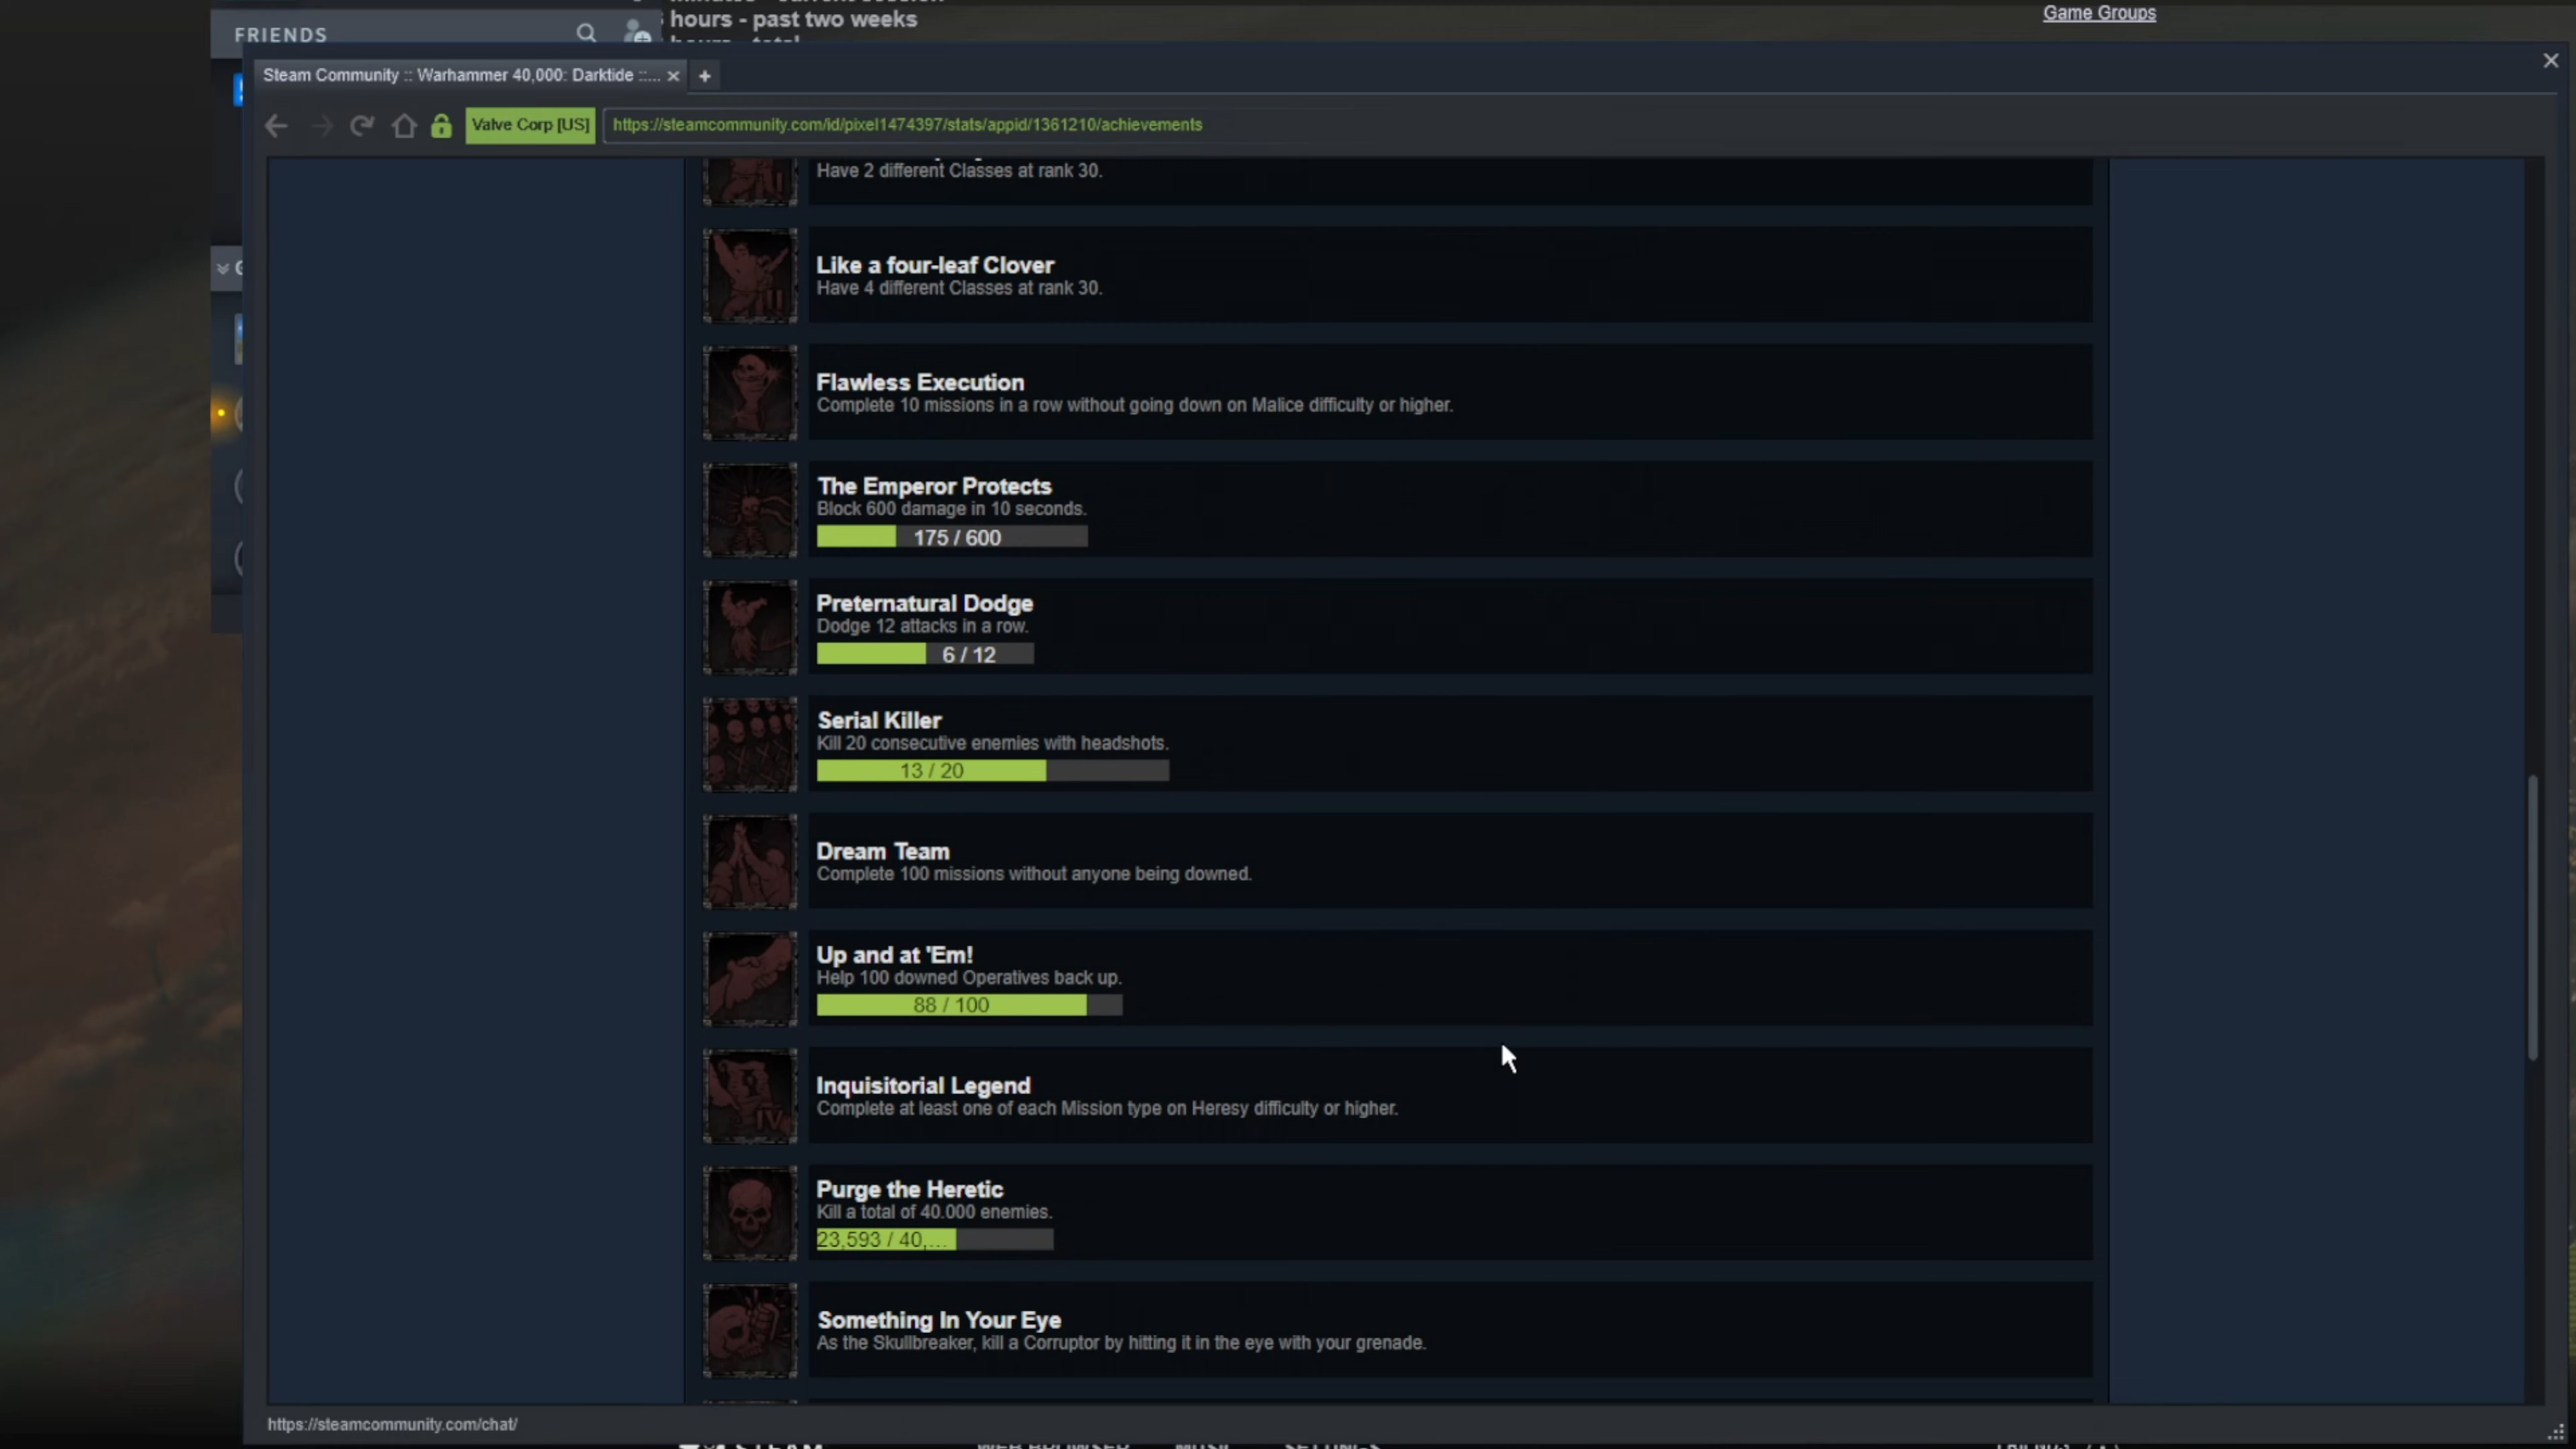 hours - past two weeks
Game Groups
FRIENDS
Steam Community :: Warhammer 40,000: Darktide ::...
Valve Corp [US]
https://steamcommunity.com/id/pixel1474397/stats/appid/1361210/achievements
Have 2 different Classes at rank 30.
Like a four-leaf Clover
Have 4 different Classes at rank 30.
Flawless Execution
Complete 10 missions in a row without going down on Malice difficulty or higher.
The Emperor Protects
Block 600 damage in 10 seconds.
175 / 600
Preternatural Dodge
Dodge 12 attacks in a row.
6 / 12
Serial Killer
Kill 20 consecutive enemies with headshots.
13 / 20
Dream Team
Complete 100 missions without anyone being downed.
Up and at 'Em!
Help 100 downed Operatives back up.
88 / 100
Inquisitorial Legend
Complete at least one of each Mission type on Heresy difficulty or higher.
IV
Purge the Heretic
Kill a total of 40.000 enemies.
23,593 / 40,...
Something In Your Eye
As the Skullbreaker, kill a Corruptor by hitting it in the eye with your grenade.
https://steamcommunity.com/chat/